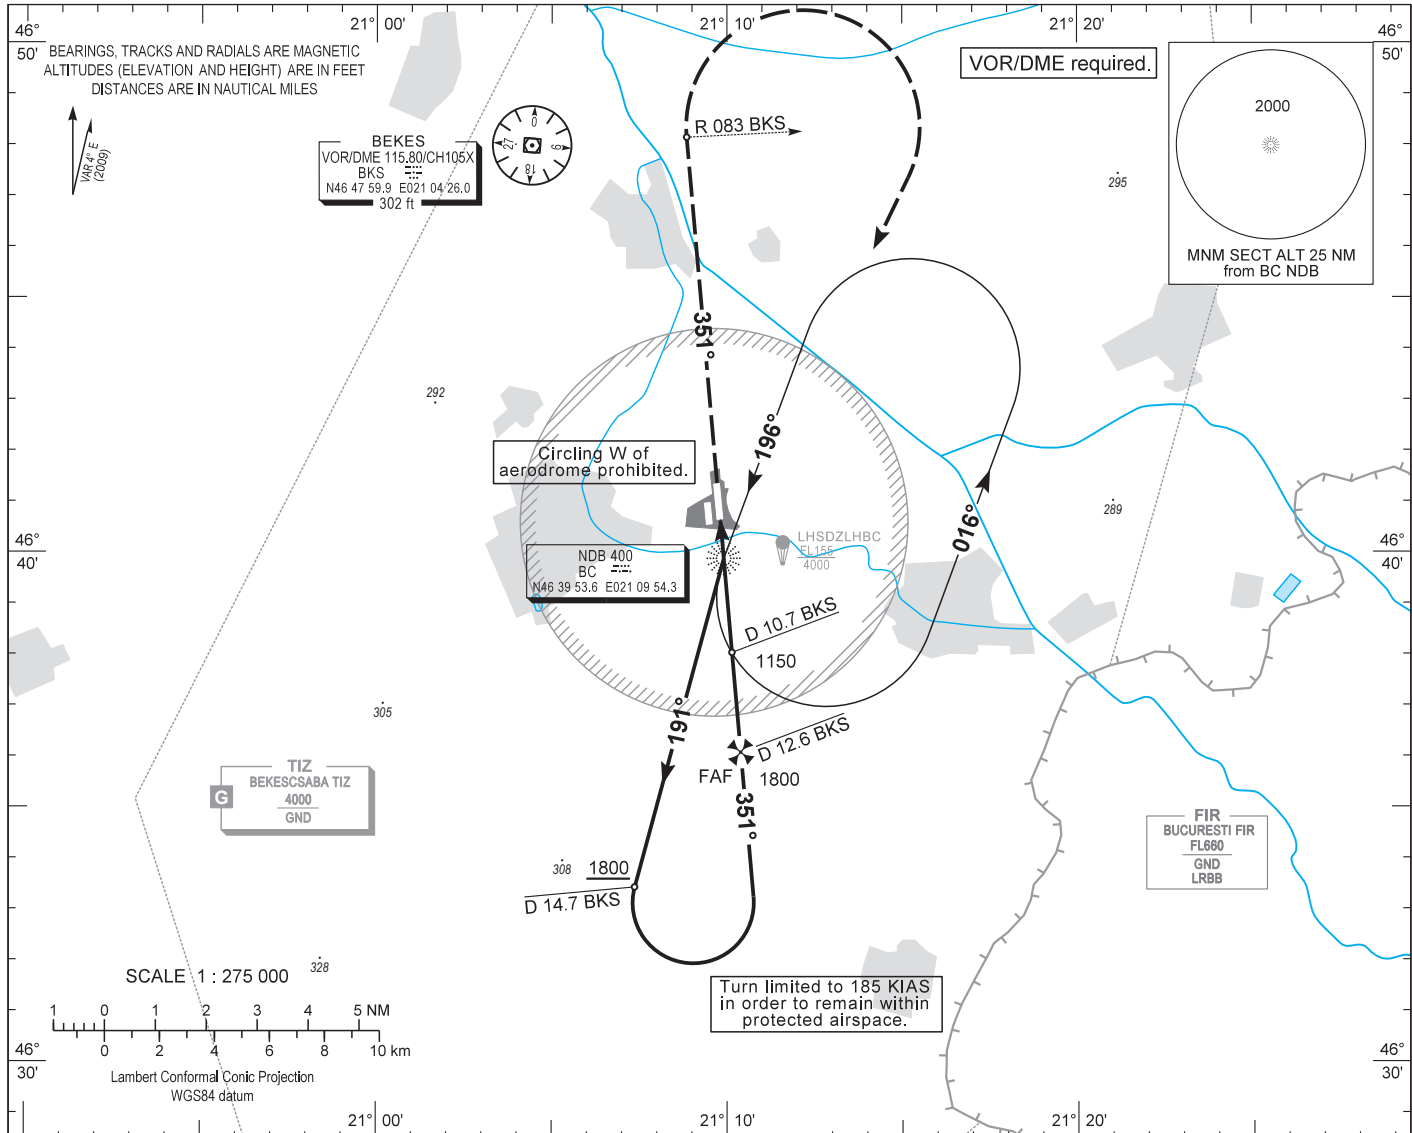 21° 00'
21° 10'
21° 20'
46°
50'
46°
50'
BEARINGS, TRACKS AND RADIALS ARE MAGNETIC
ALTITUDES (ELEVATION AND HEIGHT) ARE IN FEET
DISTANCES ARE IN NAUTICAL MILES
VAR 4° E
(2009)
BEKES
VOR/DME 115.80/CH105X
BKS
N46 47 59.9 E021 04 26.0
302 ft
0
9
18
27
R 083 BKS
VOR/DME required.
2000
MNM SECT ALT 25 NM
from BC NDB
295
351°
292
196°
Circling W of
aerodrome prohibited.
016°
289
LHSDZLHBC
FL155
4000
46°
40'
46°
40'
NDB 400
BC
N46 39 53.6 E021 09 54.3
D 10.7 BKS
1150
191°
305
D 12.6 BKS
FAF
1800
351°
TIZ
BEKESCSABA TIZ
G
4000
GND
FIR
BUCURESTI FIR
FL660
GND
LRBB
308
1800
D 14.7 BKS
328
SCALE 1 : 275 000
1 0 1 2 3 4 5 NM
0 2 4 6 8 10 km
Lambert Conformal Conic Projection
WGS84 datum
Turn limited to 185 KIAS
in order to remain within
protected airspace.
46°
30'
46°
30'
21° 00'
21° 10'
21° 20'